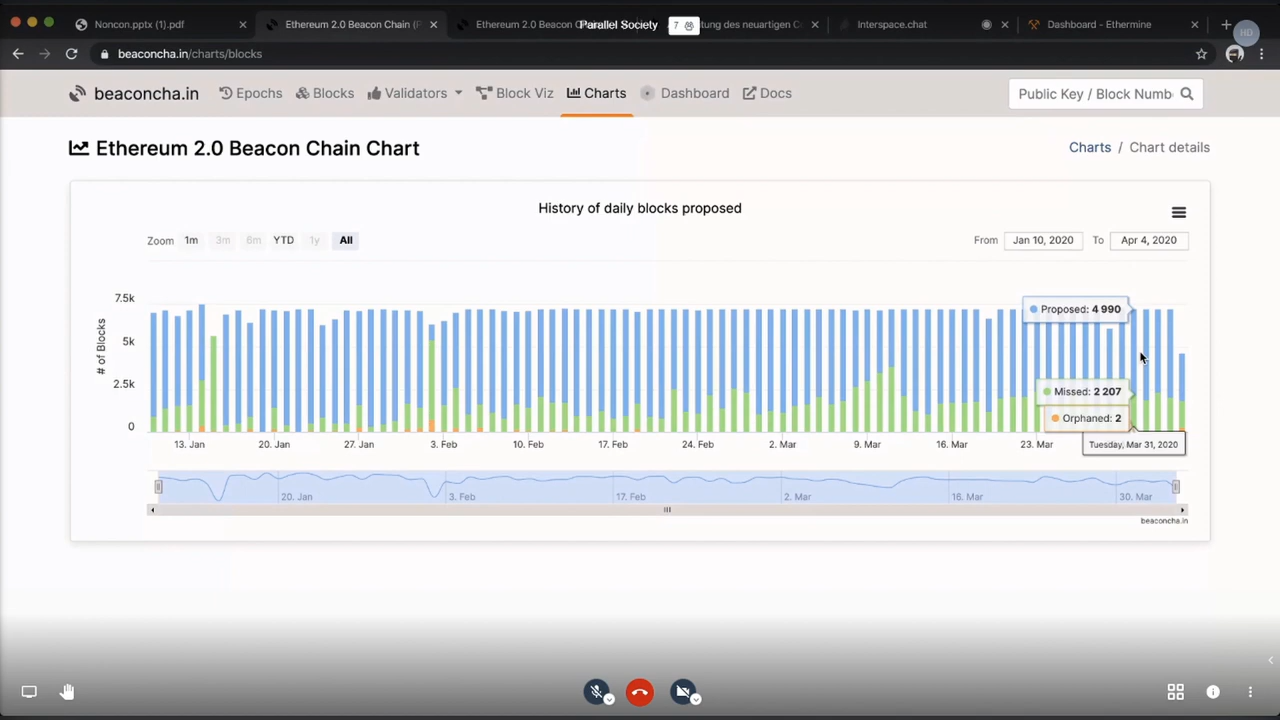 Noncon.pptx (1).pdf
Ethereum 2.0 Beacon Chain (P
Ethereum 2.0 Beacon
Parallel Society
7
tung des neuartigen C
Interspace.chat
Dashboard - Ethermine
HD
beaconcha.in/charts/blocks
beaconcha.in
Epochs
Blocks
Validators
Block Viz
Charts
Dashboard
Docs
Public Key / Block Numb
Ethereum 2.0 Beacon Chain Chart
Charts / Chart details
History of daily blocks proposed
Zoom 1m 3m 6m YTD 1y All
From Jan 10, 2020 To Apr 4, 2020
# of Blocks
7.5k
5k
2.5k
0
Proposed: 4 990
Missed: 2 207
Orphaned: 2
Tuesday, Mar 31, 2020
13. Jan 20. Jan 27. Jan 3. Feb 10. Feb 17. Feb 24. Feb 2. Mar 9. Mar 16. Mar 23. Mar
20. Jan 3. Feb 17. Feb 2. Mar 16. Mar 30. Mar
beaconcha.in